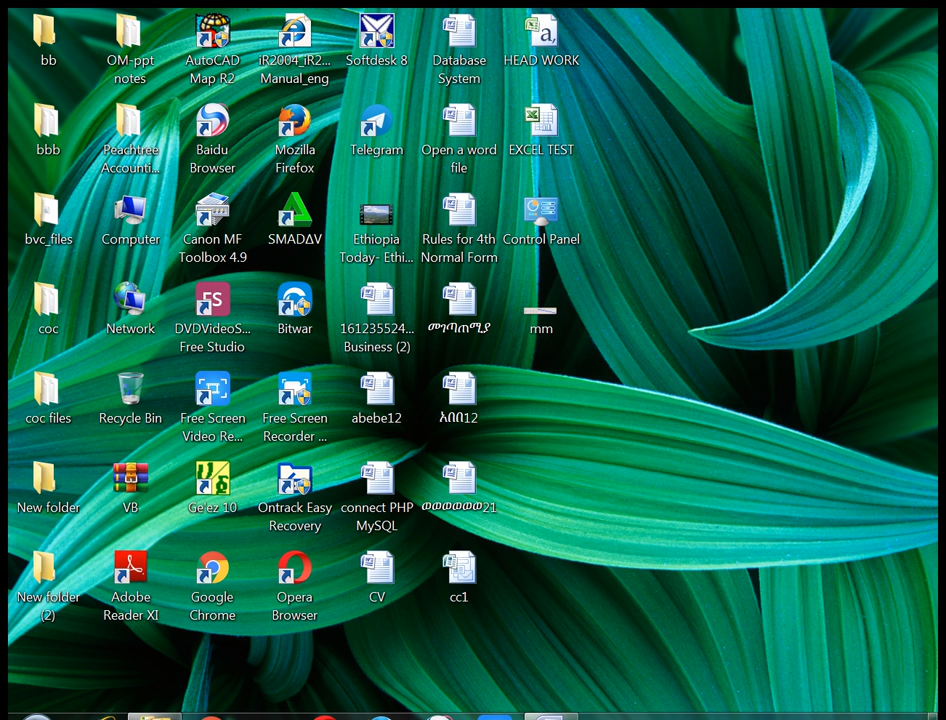 bb
OM-ppt
notes
AutoCAD
Map R2
iR2004_iR2...
Manual_eng
Softdesk 8
Database
System
HEAD WORK
bbb
Peachtree
Accounti...
Baidu
Browser
Mozilla
Firefox
Telegram
Open a word
file
EXCEL TEST
bvc_files
Computer
Canon MF
Toolbox 4.9
SMADΔV
Ethiopia
Today- Ethi...
Rules for 4th
Normal Form
Control Panel
coc
Network
DVDVideoS...
Free Studio
Bitwar
161235524...
Business (2)
መገጣጠሚያ
mm
coc files
Recycle Bin
Free Screen
Video Re...
Free Screen
Recorder ...
abebe12
አበበ12
New folder
VB
Ge'ez 10
Ontrack Easy
Recovery
connect PHP
MySQL
ወወወወወወ21
New folder
(2)
Adobe
Reader XI
Google
Chrome
Opera
Browser
CV
cc1